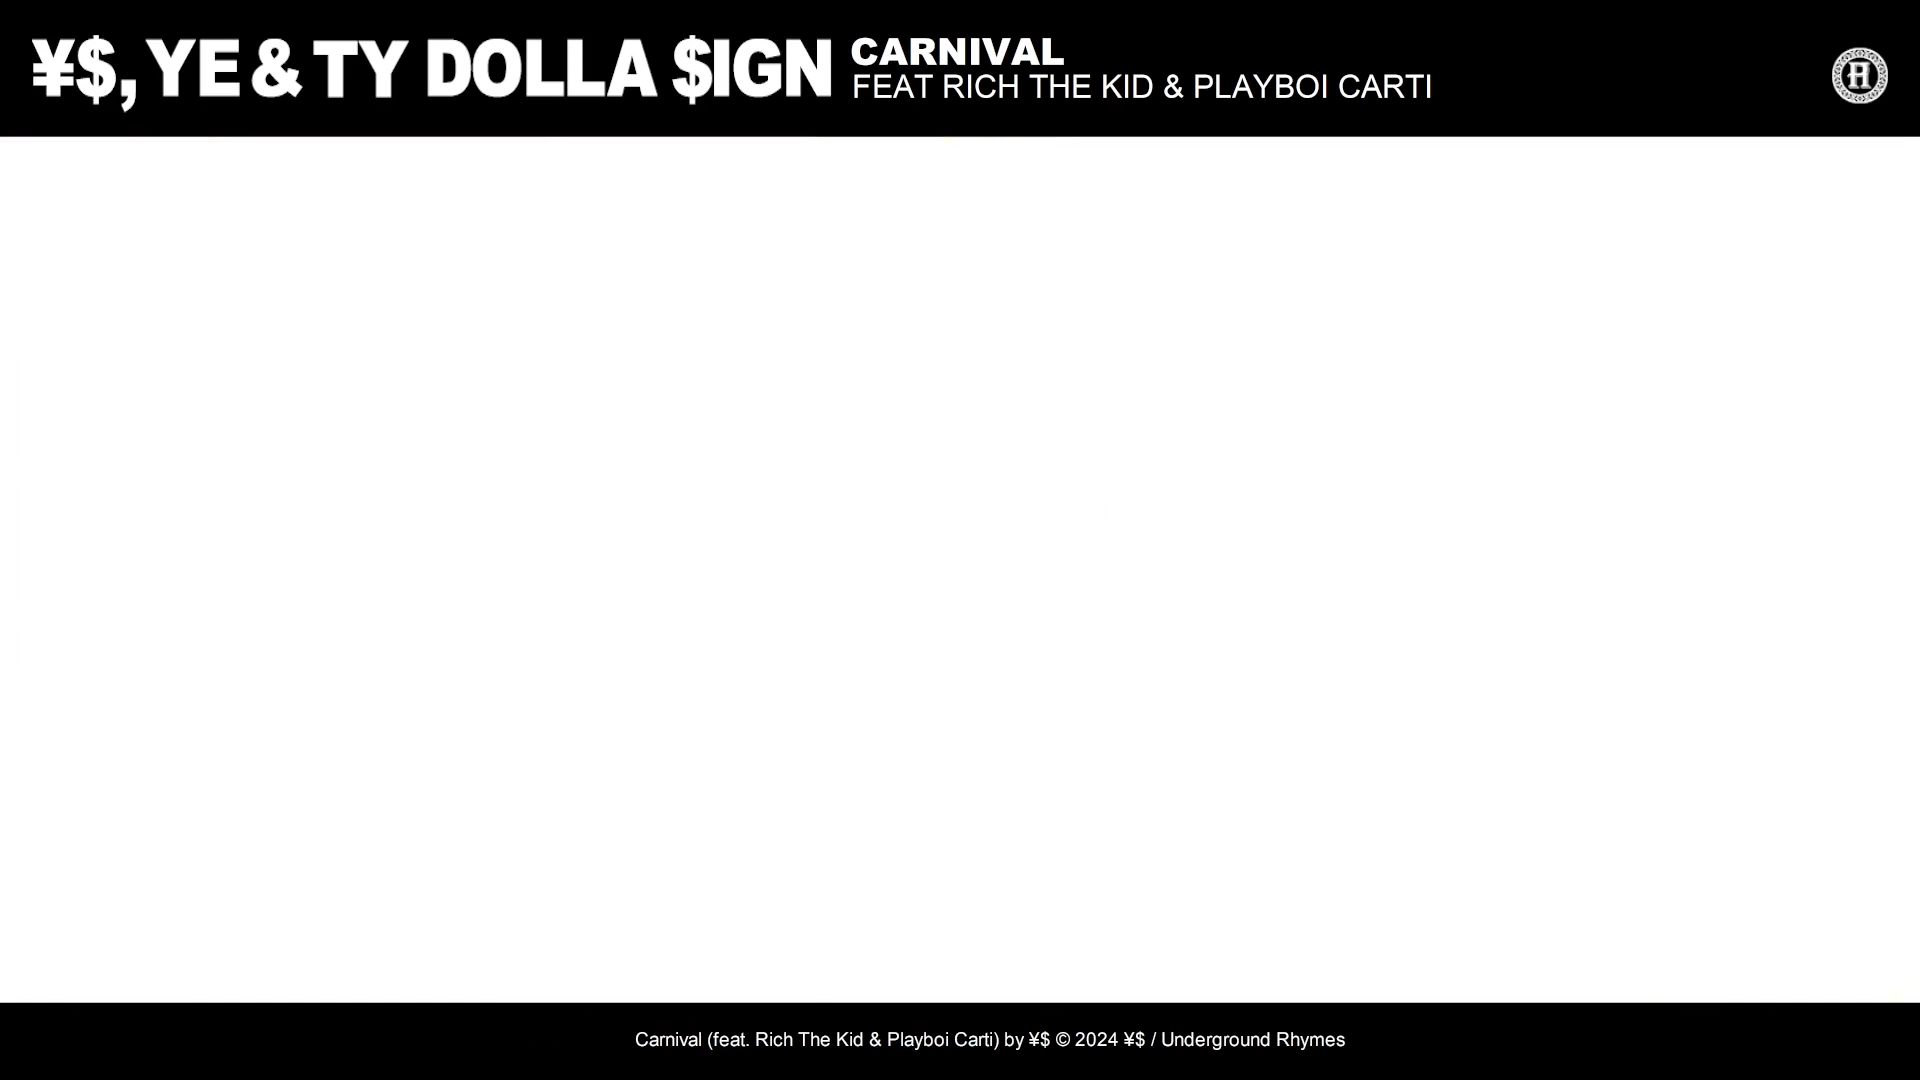 ¥$, YE & TY DOLLA $IGN
CARNIVAL
FEAT RICH THE KID & PLAYBOI CARTI
H
Carnival (feat. Rich The Kid & Playboi Carti) by ¥$ © 2024 ¥$ / Underground Rhymes